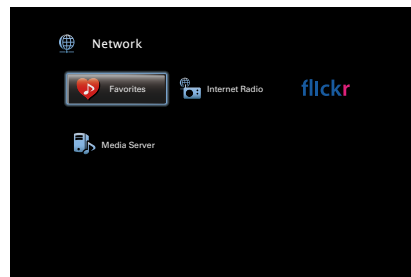 Network
Favorites
Internet Radio
flickr
Media Server